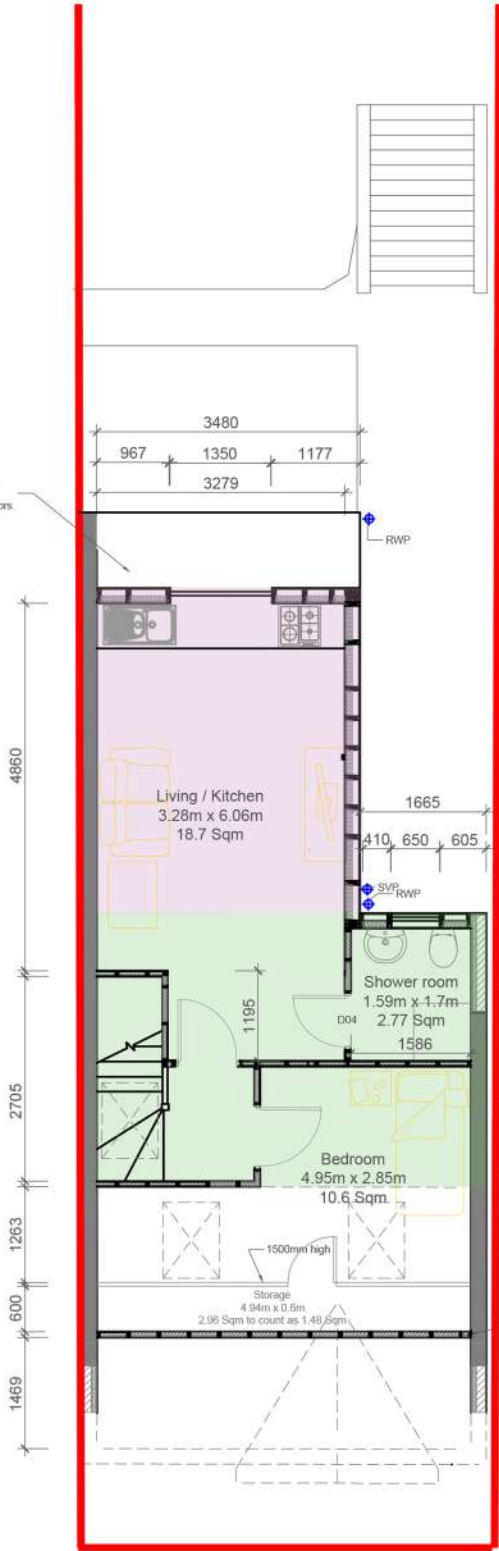 3480
967 1350 1177
3279
ors.
RWP
4860
Living / Kitchen
3.28m x 6.06m
18.7 Sqm
1665
410 650 605
SVP
RWP
Shower room
1.59m x 1.7m
2.77 Sqm
1195
D04
1586
2705
Bedroom
4.95m x 2.85m
10.6 Sqm
1263
1500mm high
600
Storage
4.94m x 0.6m
2.96 Sqm to count as 1.48 Sqm
1469